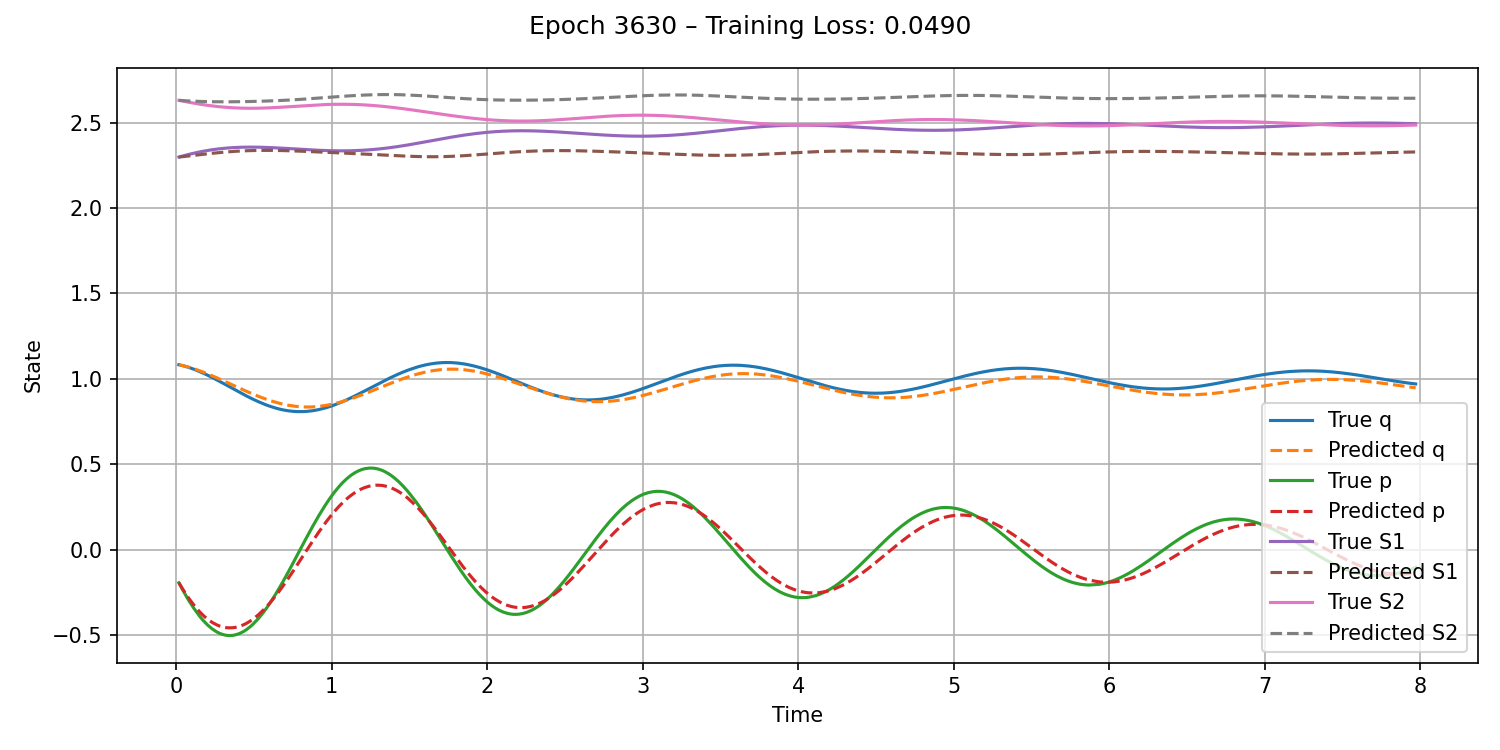 Epoch 3630 – Training Loss: 0.0490
State
2.5
2.0
1.5
1.0
0.5
0.0
−0.5
0 1 2 3 4 5 6 7 8
Time
True q
Predicted q
True p
Predicted p
True S1
Predicted S1
True S2
Predicted S2